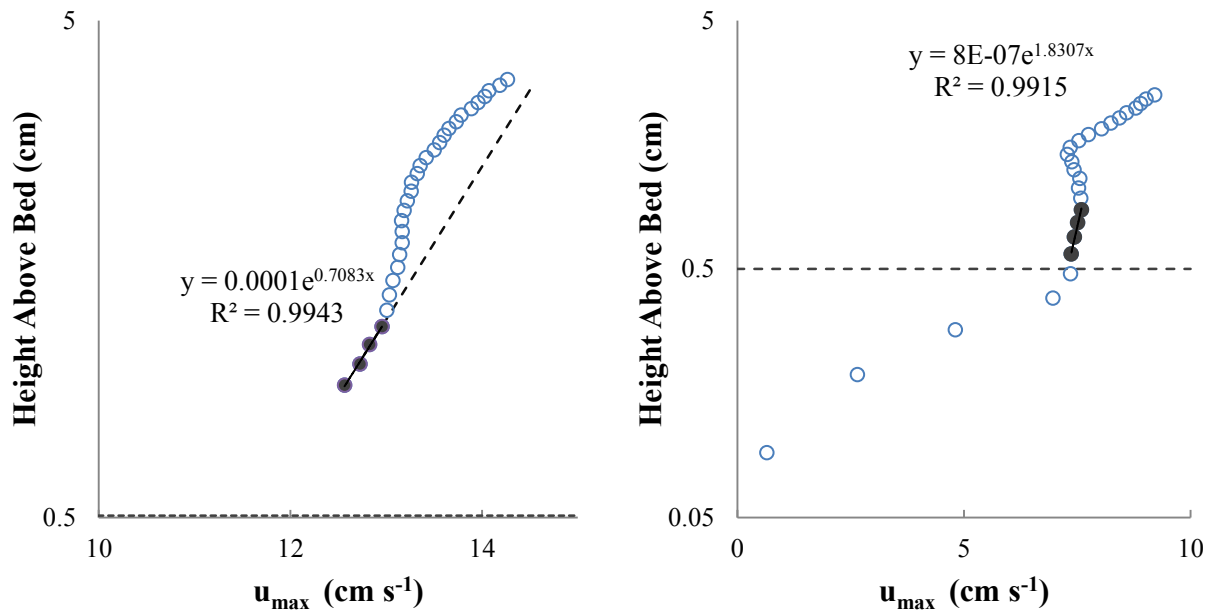 5
y = 0.0001e^0.7083x
R² = 0.9943
Height Above Bed (cm)
0.5
10
12
14
u_max (cm s⁻¹)
5
y = 8E-07e^1.8307x
R² = 0.9915
Height Above Bed (cm)
0.5
0.05
0
5
10
u_max (cm s⁻¹)